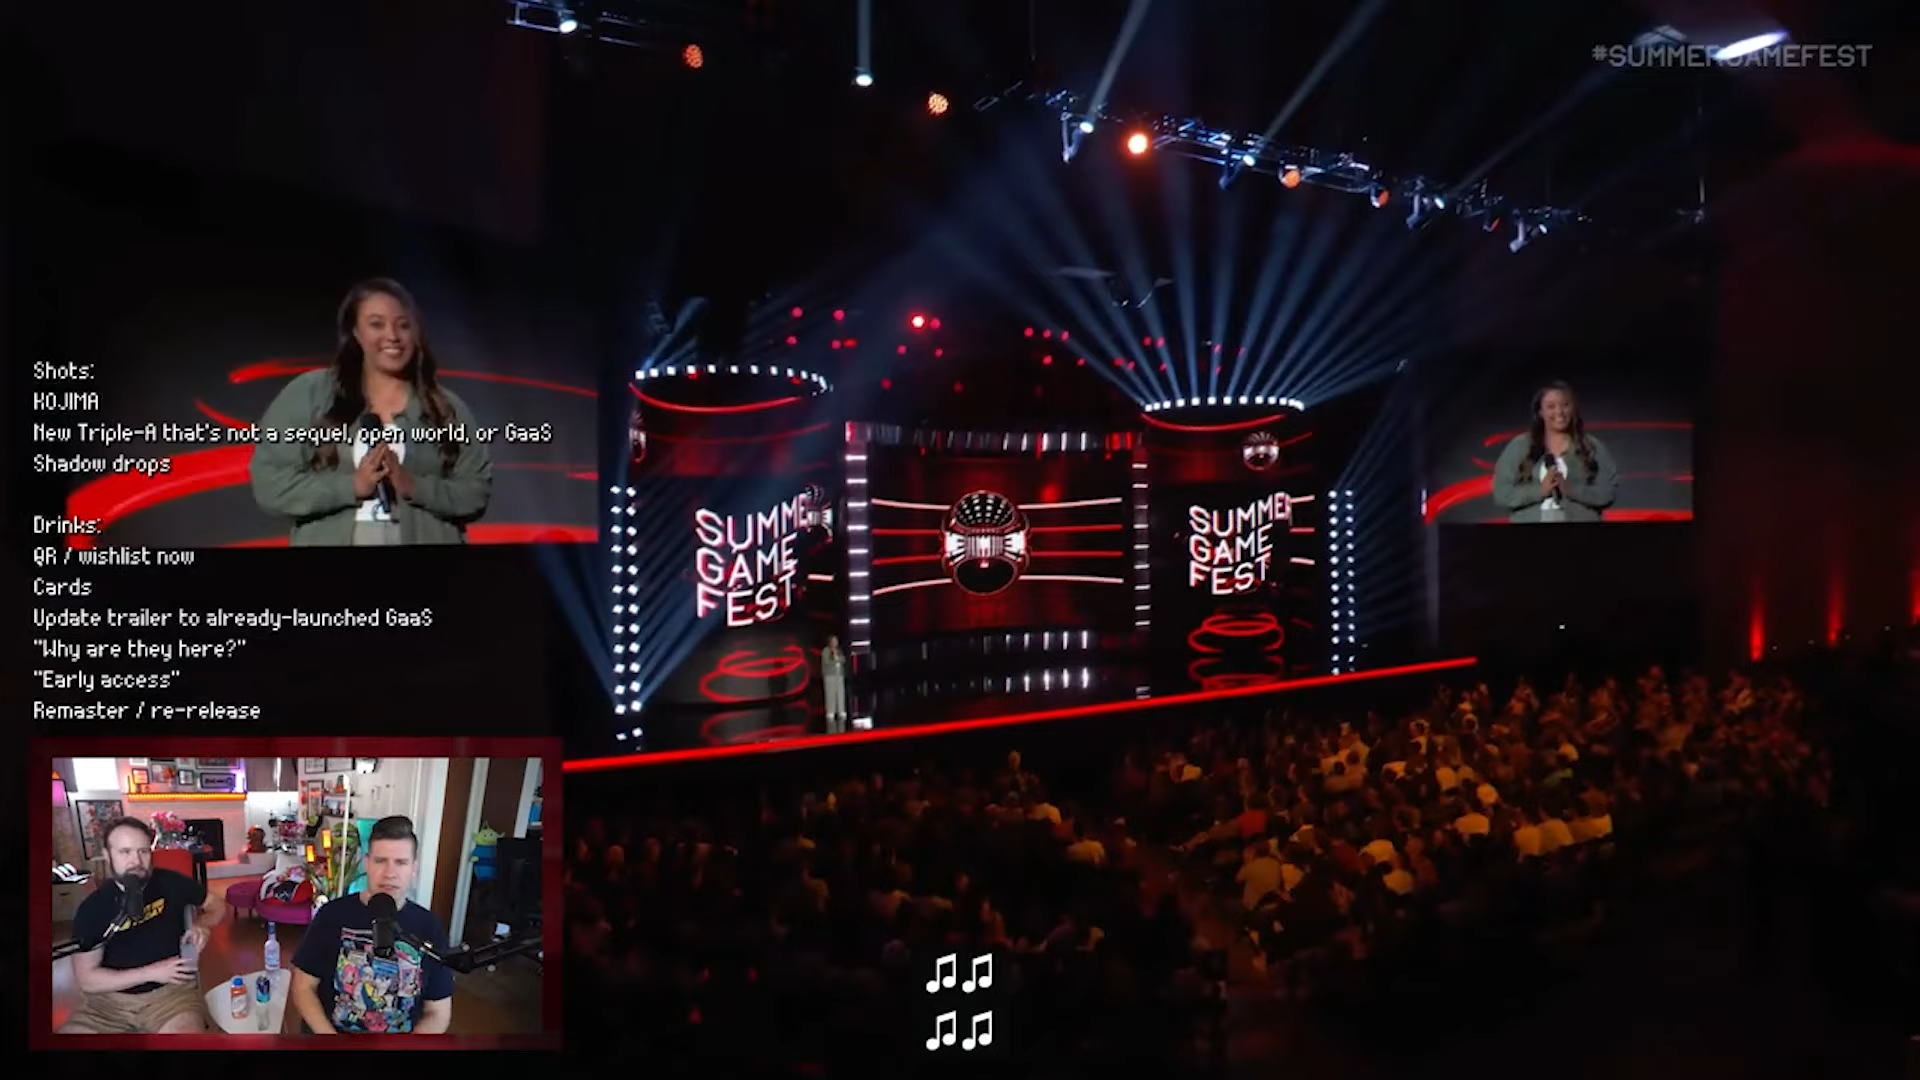 #SUMMERGAMEFEST
Shots:
KOJIMA
New Triple-A that's not a sequel, open world, or GaaS
Shadow drops
Drinks:
QR / wishlist now
Cards
Update trailer to already-launched GaaS
"Why are they here?"
"Early access"
Remaster / re-release
SUMMER
GAME
FEST
SUMMER
GAME
FEST